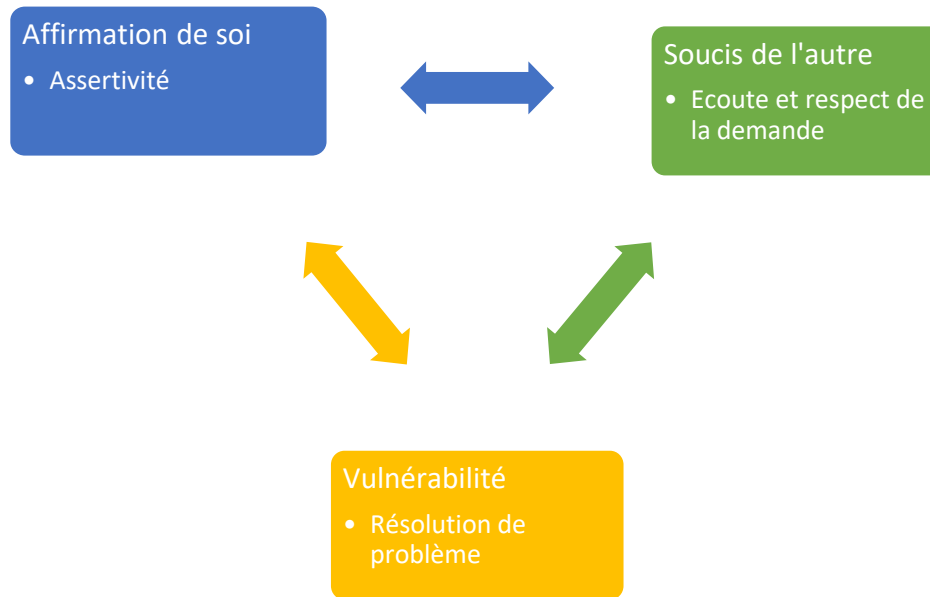 Affirmation de soi
• Assertivité
Soucis de l'autre
• Ecoute et respect de
la demande
Vulnérabilité
• Résolution de
problème